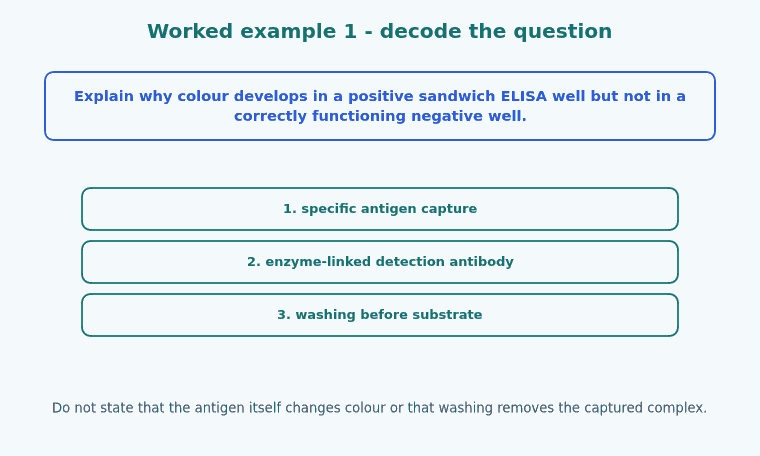 Worked example 1 - decode the question
Explain why colour develops in a positive sandwich ELISA well but not in a
correctly functioning negative well.
1. specific antigen capture
2. enzyme-linked detection antibody
3. washing before substrate
Do not state that the antigen itself changes colour or that washing removes the captured complex.